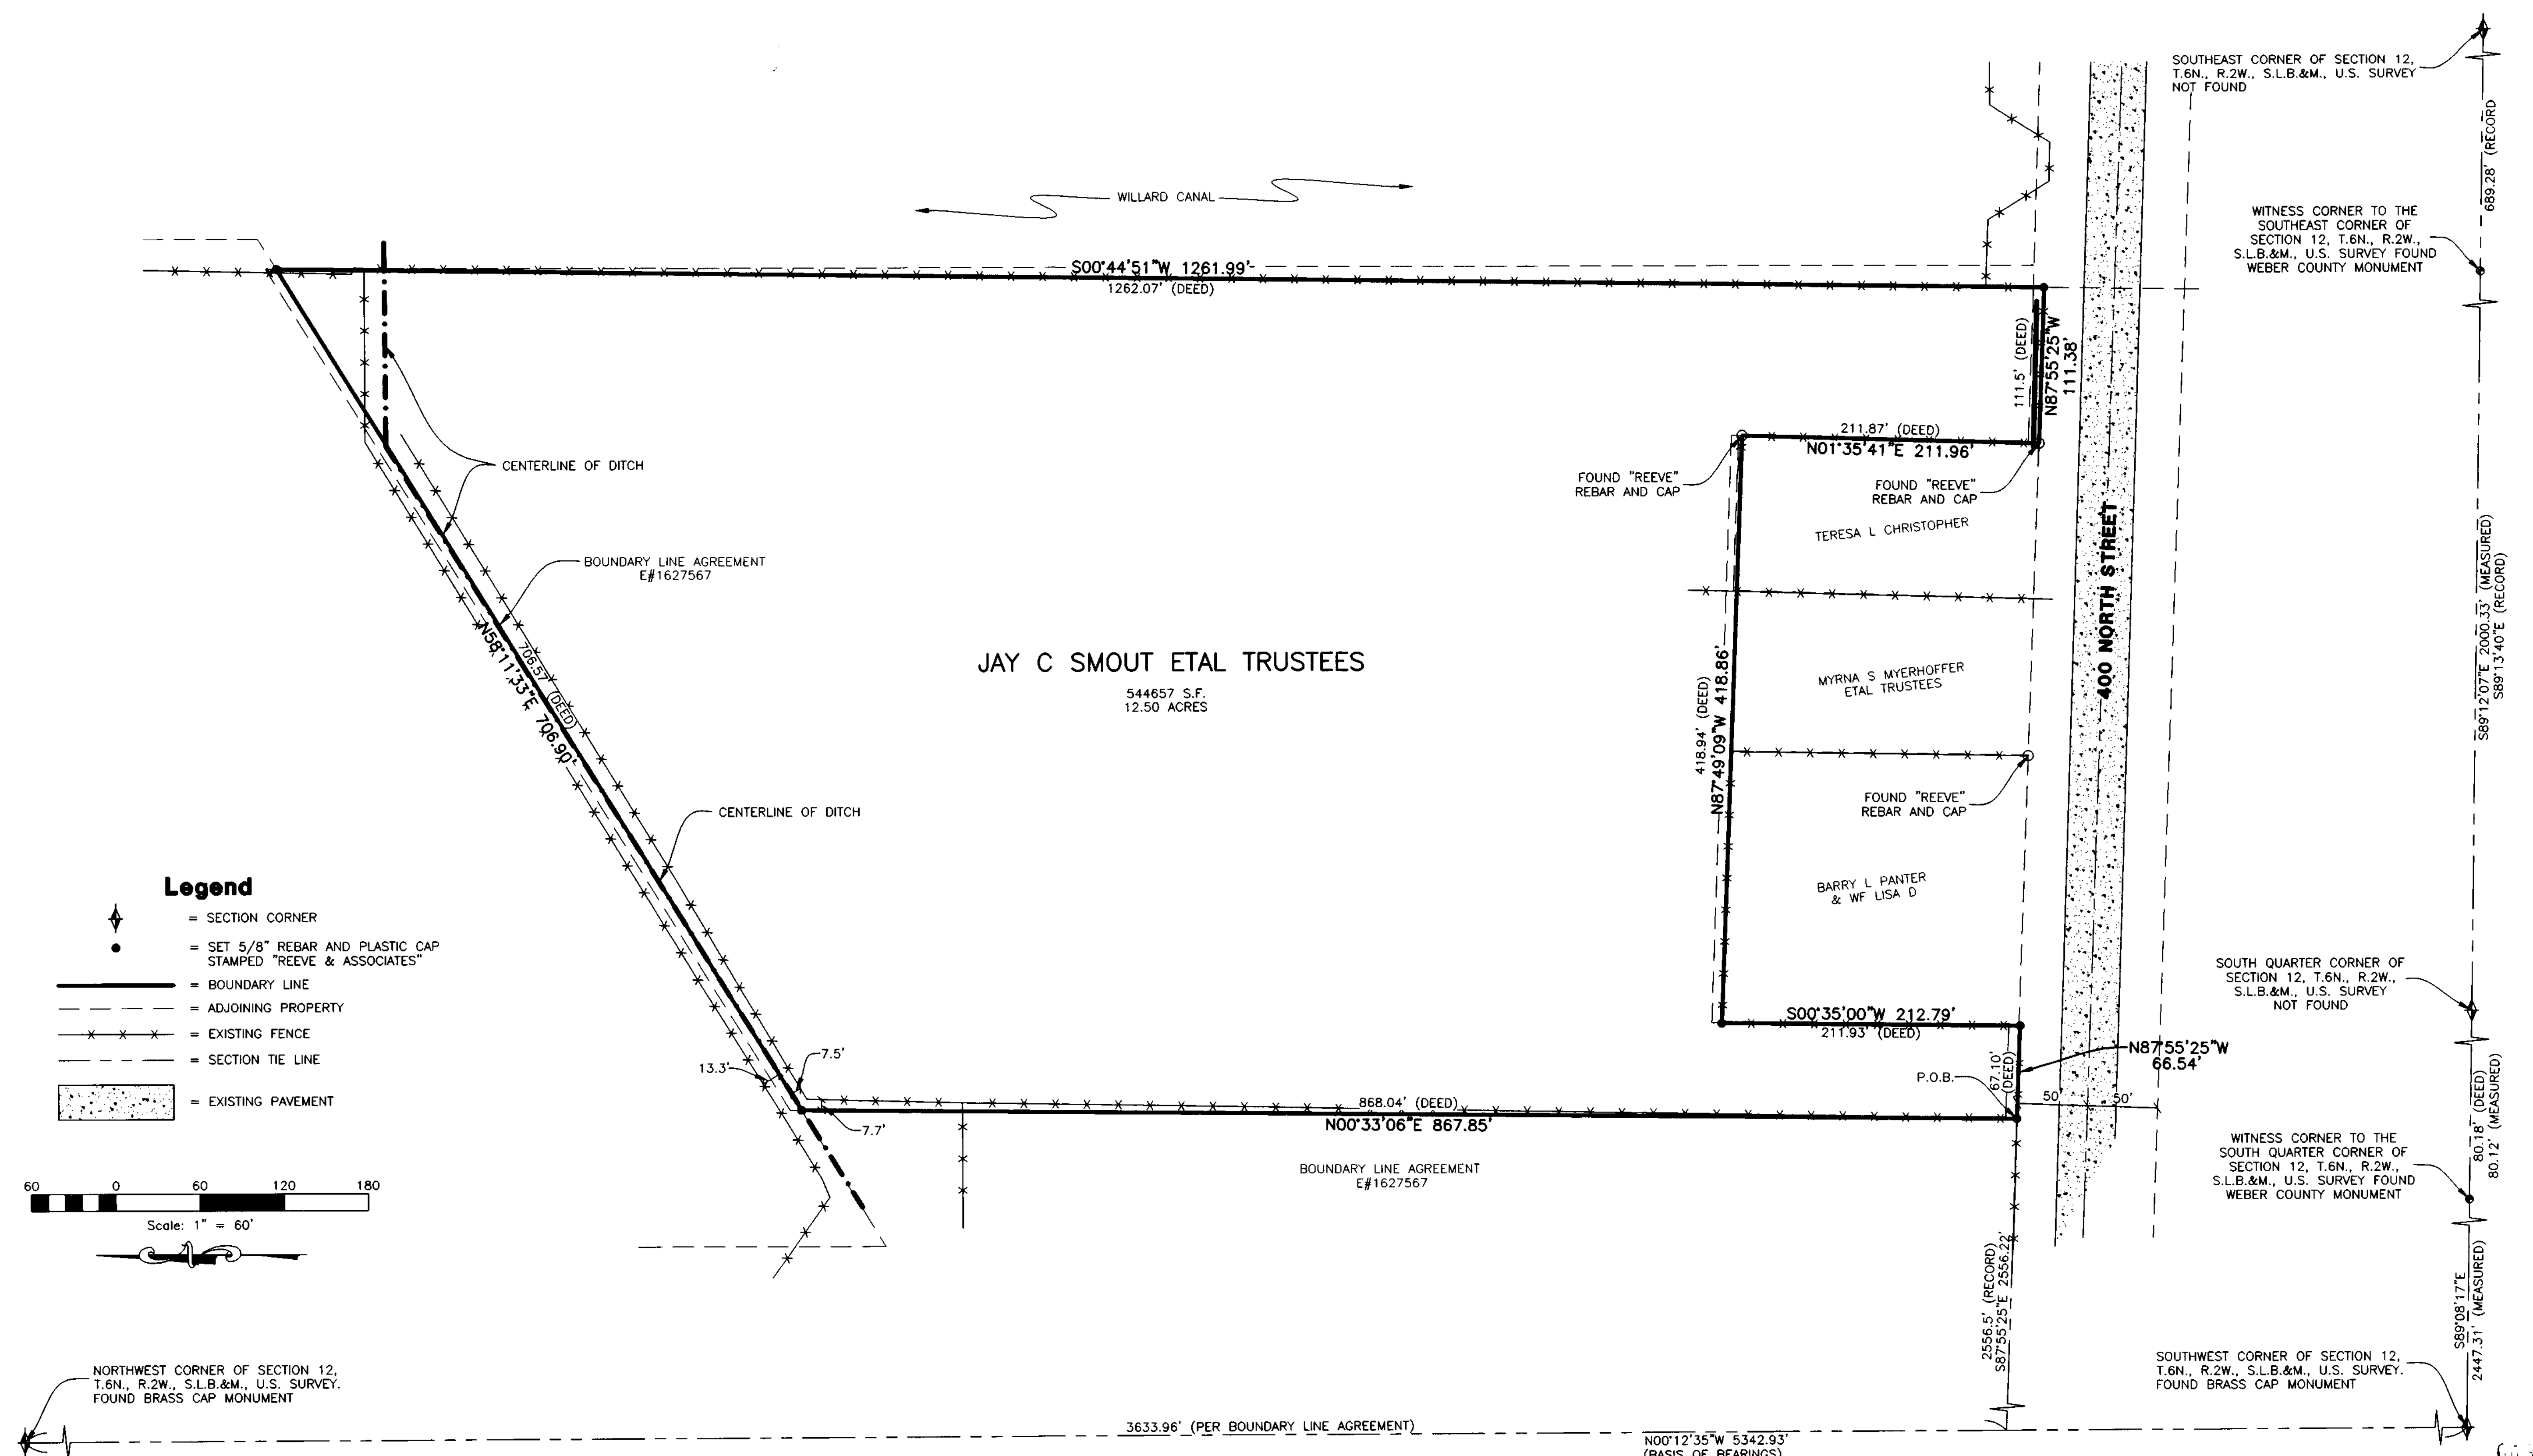 SOUTHEAST CORNER OF SECTION 12,
T.6N., R.2W., S.L.B.&M., U.S. SURVEY
NOT FOUND
689.28' (RECORD
WILLARD CANAL
WITNESS CORNER TO THE
SOUTHEAST CORNER OF
SECTION 12, T.6N., R.2W.,
S.L.B.&M., U.S. SURVEY FOUND
WEBER COUNTY MONUMENT
S00°44'51"W 1261.99'
1262.07' (DEED)
111.5' (DEED)
N87°55'25"W
111.38'
211.87' (DEED)
N01°35'41"E 211.96'
CENTERLINE OF DITCH
FOUND "REEVE"
REBAR AND CAP
FOUND "REEVE"
REBAR AND CAP
TERESA L CHRISTOPHER
BOUNDARY LINE AGREEMENT
E#1627567
400 NORTH STREET
S89°12'07"E 2000.33' (MEASURED)
S89°13'40"E (RECORD)
706.57' (DEED)
N58°11'33"E 706.90'
JAY C SMOUT ETAL TRUSTEES
544657 S.F.
12.50 ACRES
418.94' (DEED)
N87°49'09"W 418.86'
MYRNA S MYERHOFFER
ETAL TRUSTEES
CENTERLINE OF DITCH
FOUND "REEVE"
REBAR AND CAP
BARRY L PANTER
& WF LISA D
Legend
= SECTION CORNER
= SET 5/8" REBAR AND PLASTIC CAP
STAMPED "REEVE & ASSOCIATES"
= BOUNDARY LINE
= ADJOINING PROPERTY
= EXISTING FENCE
= SECTION TIE LINE
= EXISTING PAVEMENT
SOUTH QUARTER CORNER OF
SECTION 12, T.6N., R.2W.,
S.L.B.&M., U.S. SURVEY
NOT FOUND
S00°35'00"W 212.79'
211.93' (DEED)
67.10'
(DEED)
N87°55'25"W
66.54'
P.O.B.
50'
50'
7.5'
13.3'
7.7'
868.04' (DEED)
N00°33'06"E 867.85'
BOUNDARY LINE AGREEMENT
E#1627567
80.18' (DEED)
80.12' (MEASURED)
WITNESS CORNER TO THE
SOUTH QUARTER CORNER OF
SECTION 12, T.6N., R.2W.,
S.L.B.&M., U.S. SURVEY FOUND
WEBER COUNTY MONUMENT
60 0 60 120 180
Scale: 1" = 60'
2556.5' (RECORD)
S87°55'25"E 2556.22'
S89°08'17"E
2447.31' (MEASURED)
NORTHWEST CORNER OF SECTION 12,
T.6N., R.2W., S.L.B.&M., U.S. SURVEY.
FOUND BRASS CAP MONUMENT
SOUTHWEST CORNER OF SECTION 12,
T.6N., R.2W., S.L.B.&M., U.S. SURVEY.
FOUND BRASS CAP MONUMENT
3633.96' (PER BOUNDARY LINE AGREEMENT)
N00°12'35"W 5342.93'
(BASIS OF BEARINGS)